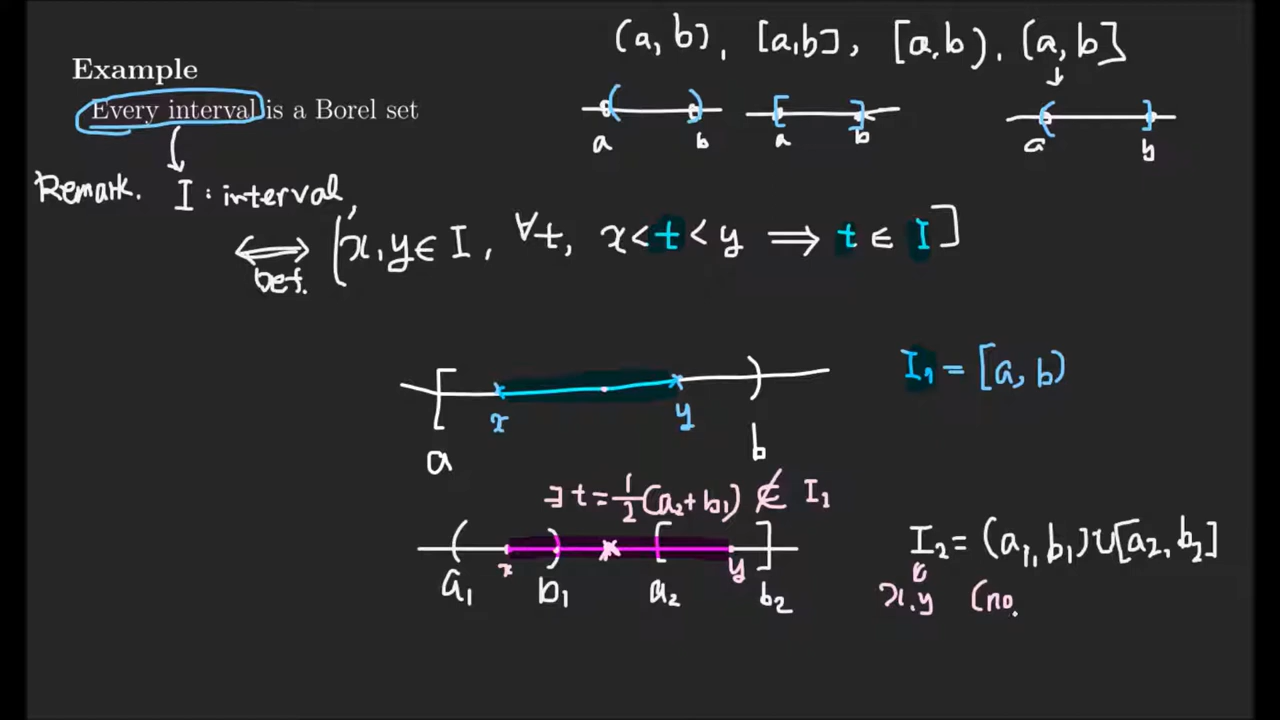 (a, b), [a,b], [a,b), (a, b]
Example
Every interval is a Borel set
a b a b a b
Remark. I : interval,
⟺ [x, y ∈ I, ∀t, x < t < y ⟹ t ∈ I]
Def.
I₁ = [a, b)
x y
a b
∃ t = 1/2 (a₂+b₁) ∉ I₂
I₂ = (a₁, b₁) ∪ [a₂, b₂]
x y
a₁ b₁ a₂ b₂
x, y (no.